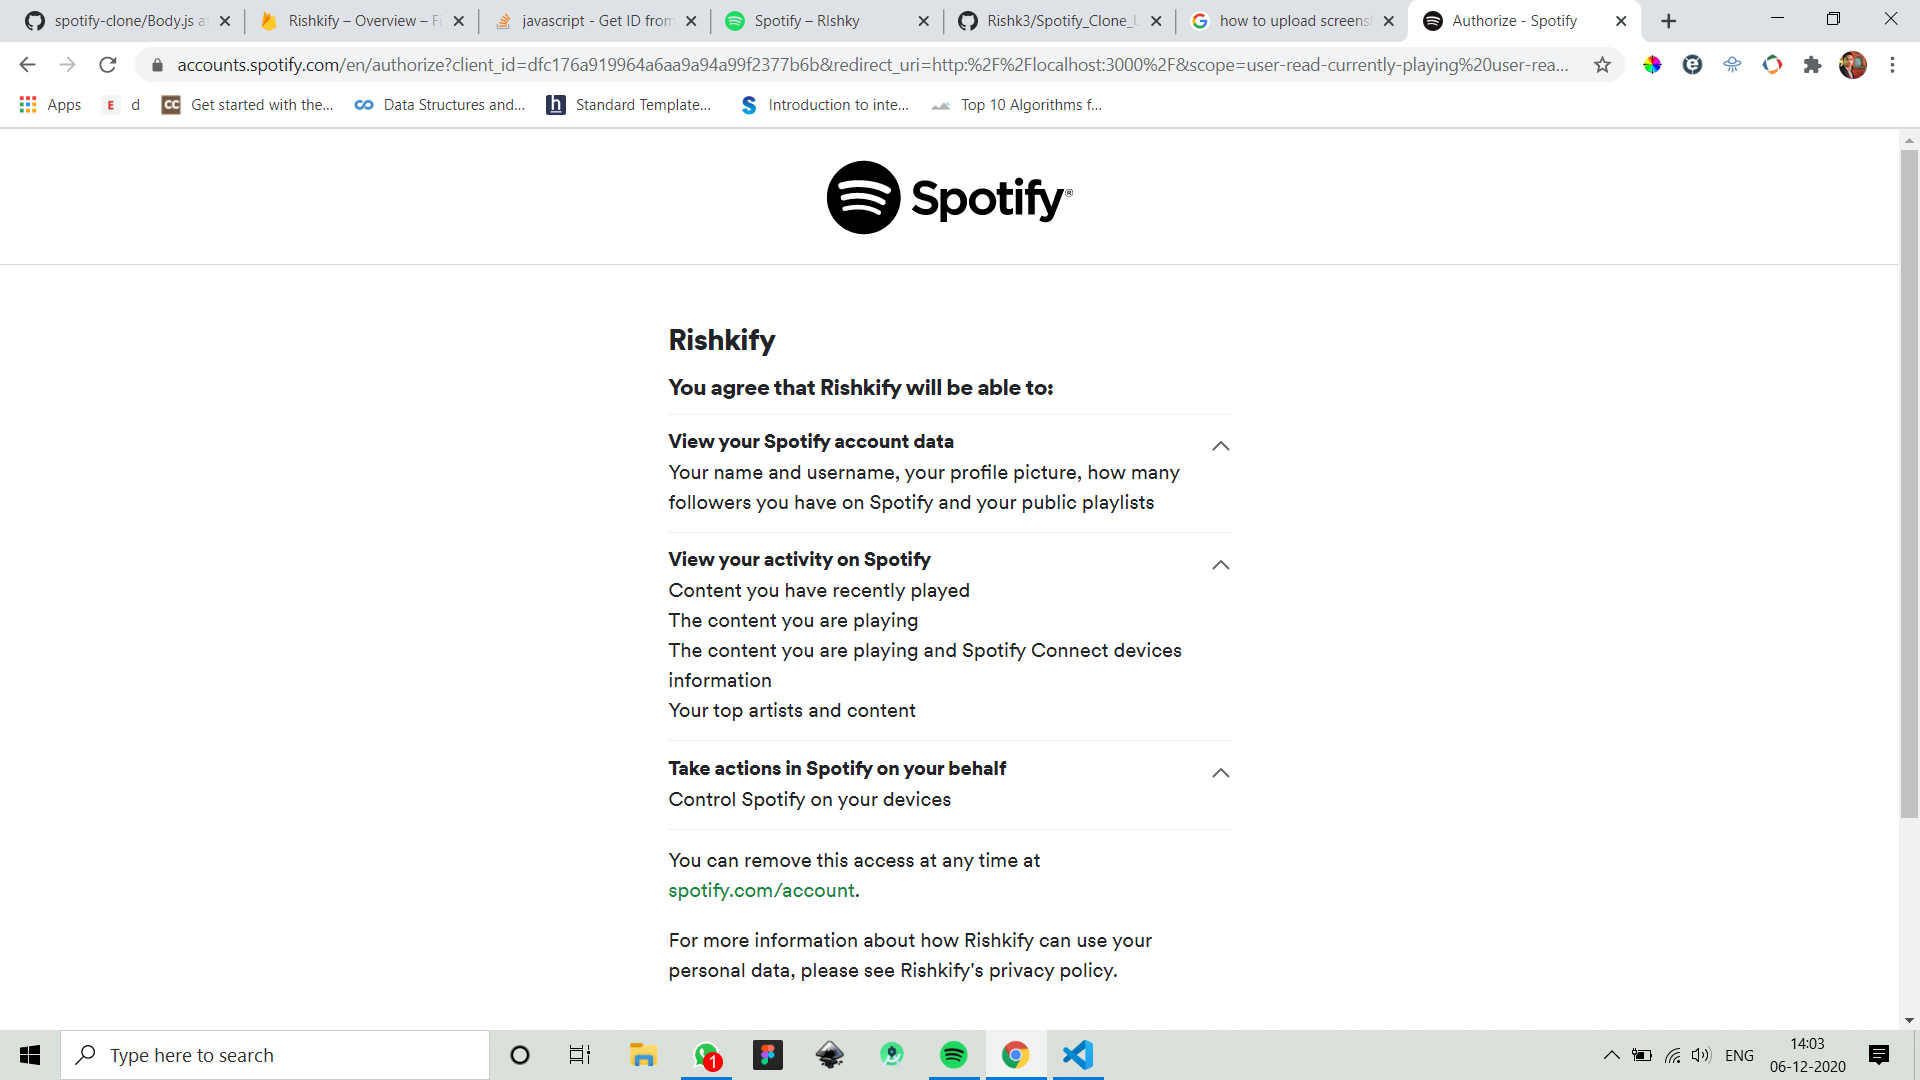 spotify-clone/Body.js a
Rishkify – Overview – Fi
javascript - Get ID from
Spotify – RIshky
Rishk3/Spotify_Clone_U
how to upload screensh
Authorize - Spotify
accounts.spotify.com/en/authorize?client_id=dfc176a919964a6aa9a94a99f2377b6b&redirect_uri=http:%2F%2Flocalhost:3000%2F&scope=user-read-currently-playing%20user-rea...
Apps
E d
CC Get started with the...
Data Structures and...
h Standard Template...
S Introduction to inte...
Top 10 Algorithms f...
Spotify®
Rishkify
You agree that Rishkify will be able to:
View your Spotify account data
Your name and username, your profile picture, how many
followers you have on Spotify and your public playlists
View your activity on Spotify
Content you have recently played
The content you are playing
The content you are playing and Spotify Connect devices
information
Your top artists and content
Take actions in Spotify on your behalf
Control Spotify on your devices
You can remove this access at any time at
spotify.com/account.
For more information about how Rishkify can use your
personal data, please see Rishkify's privacy policy.
Type here to search
1
ENG
14:03
06-12-2020